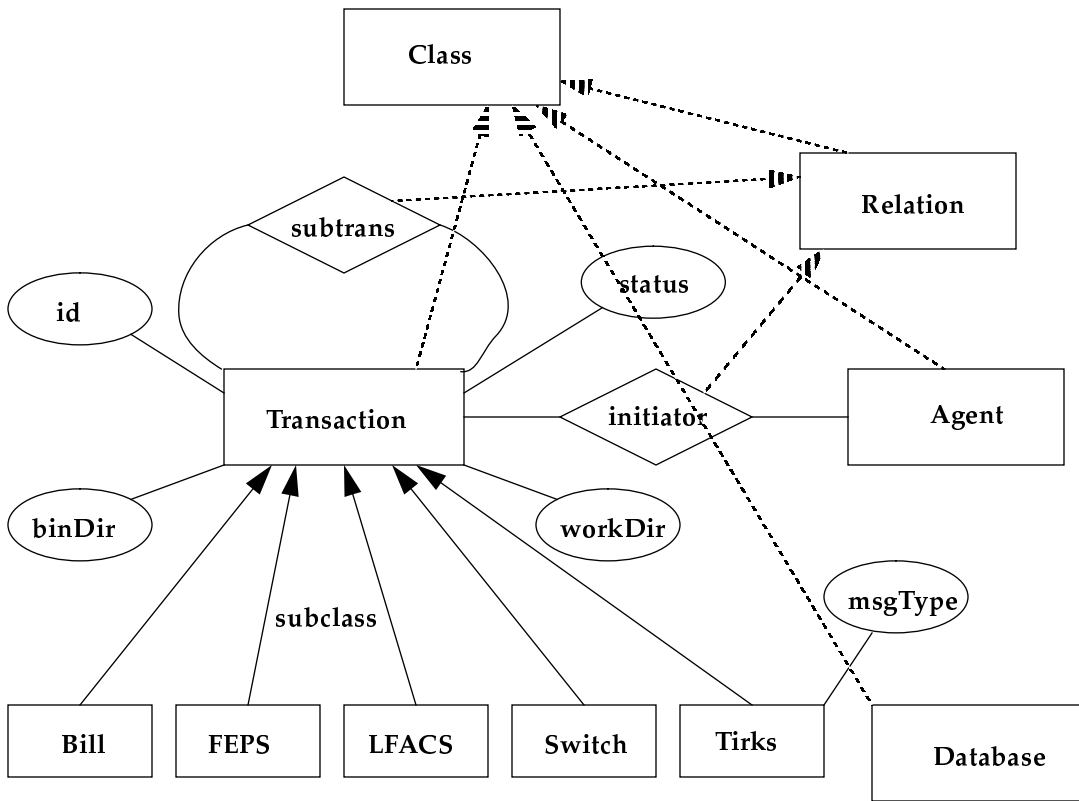 Class
Relation
subtrans
id
status
Transaction
initiator
Agent
binDir
workDir
msgType
subclass
Bill
FEPS
LFACS
Switch
Tirks
Database